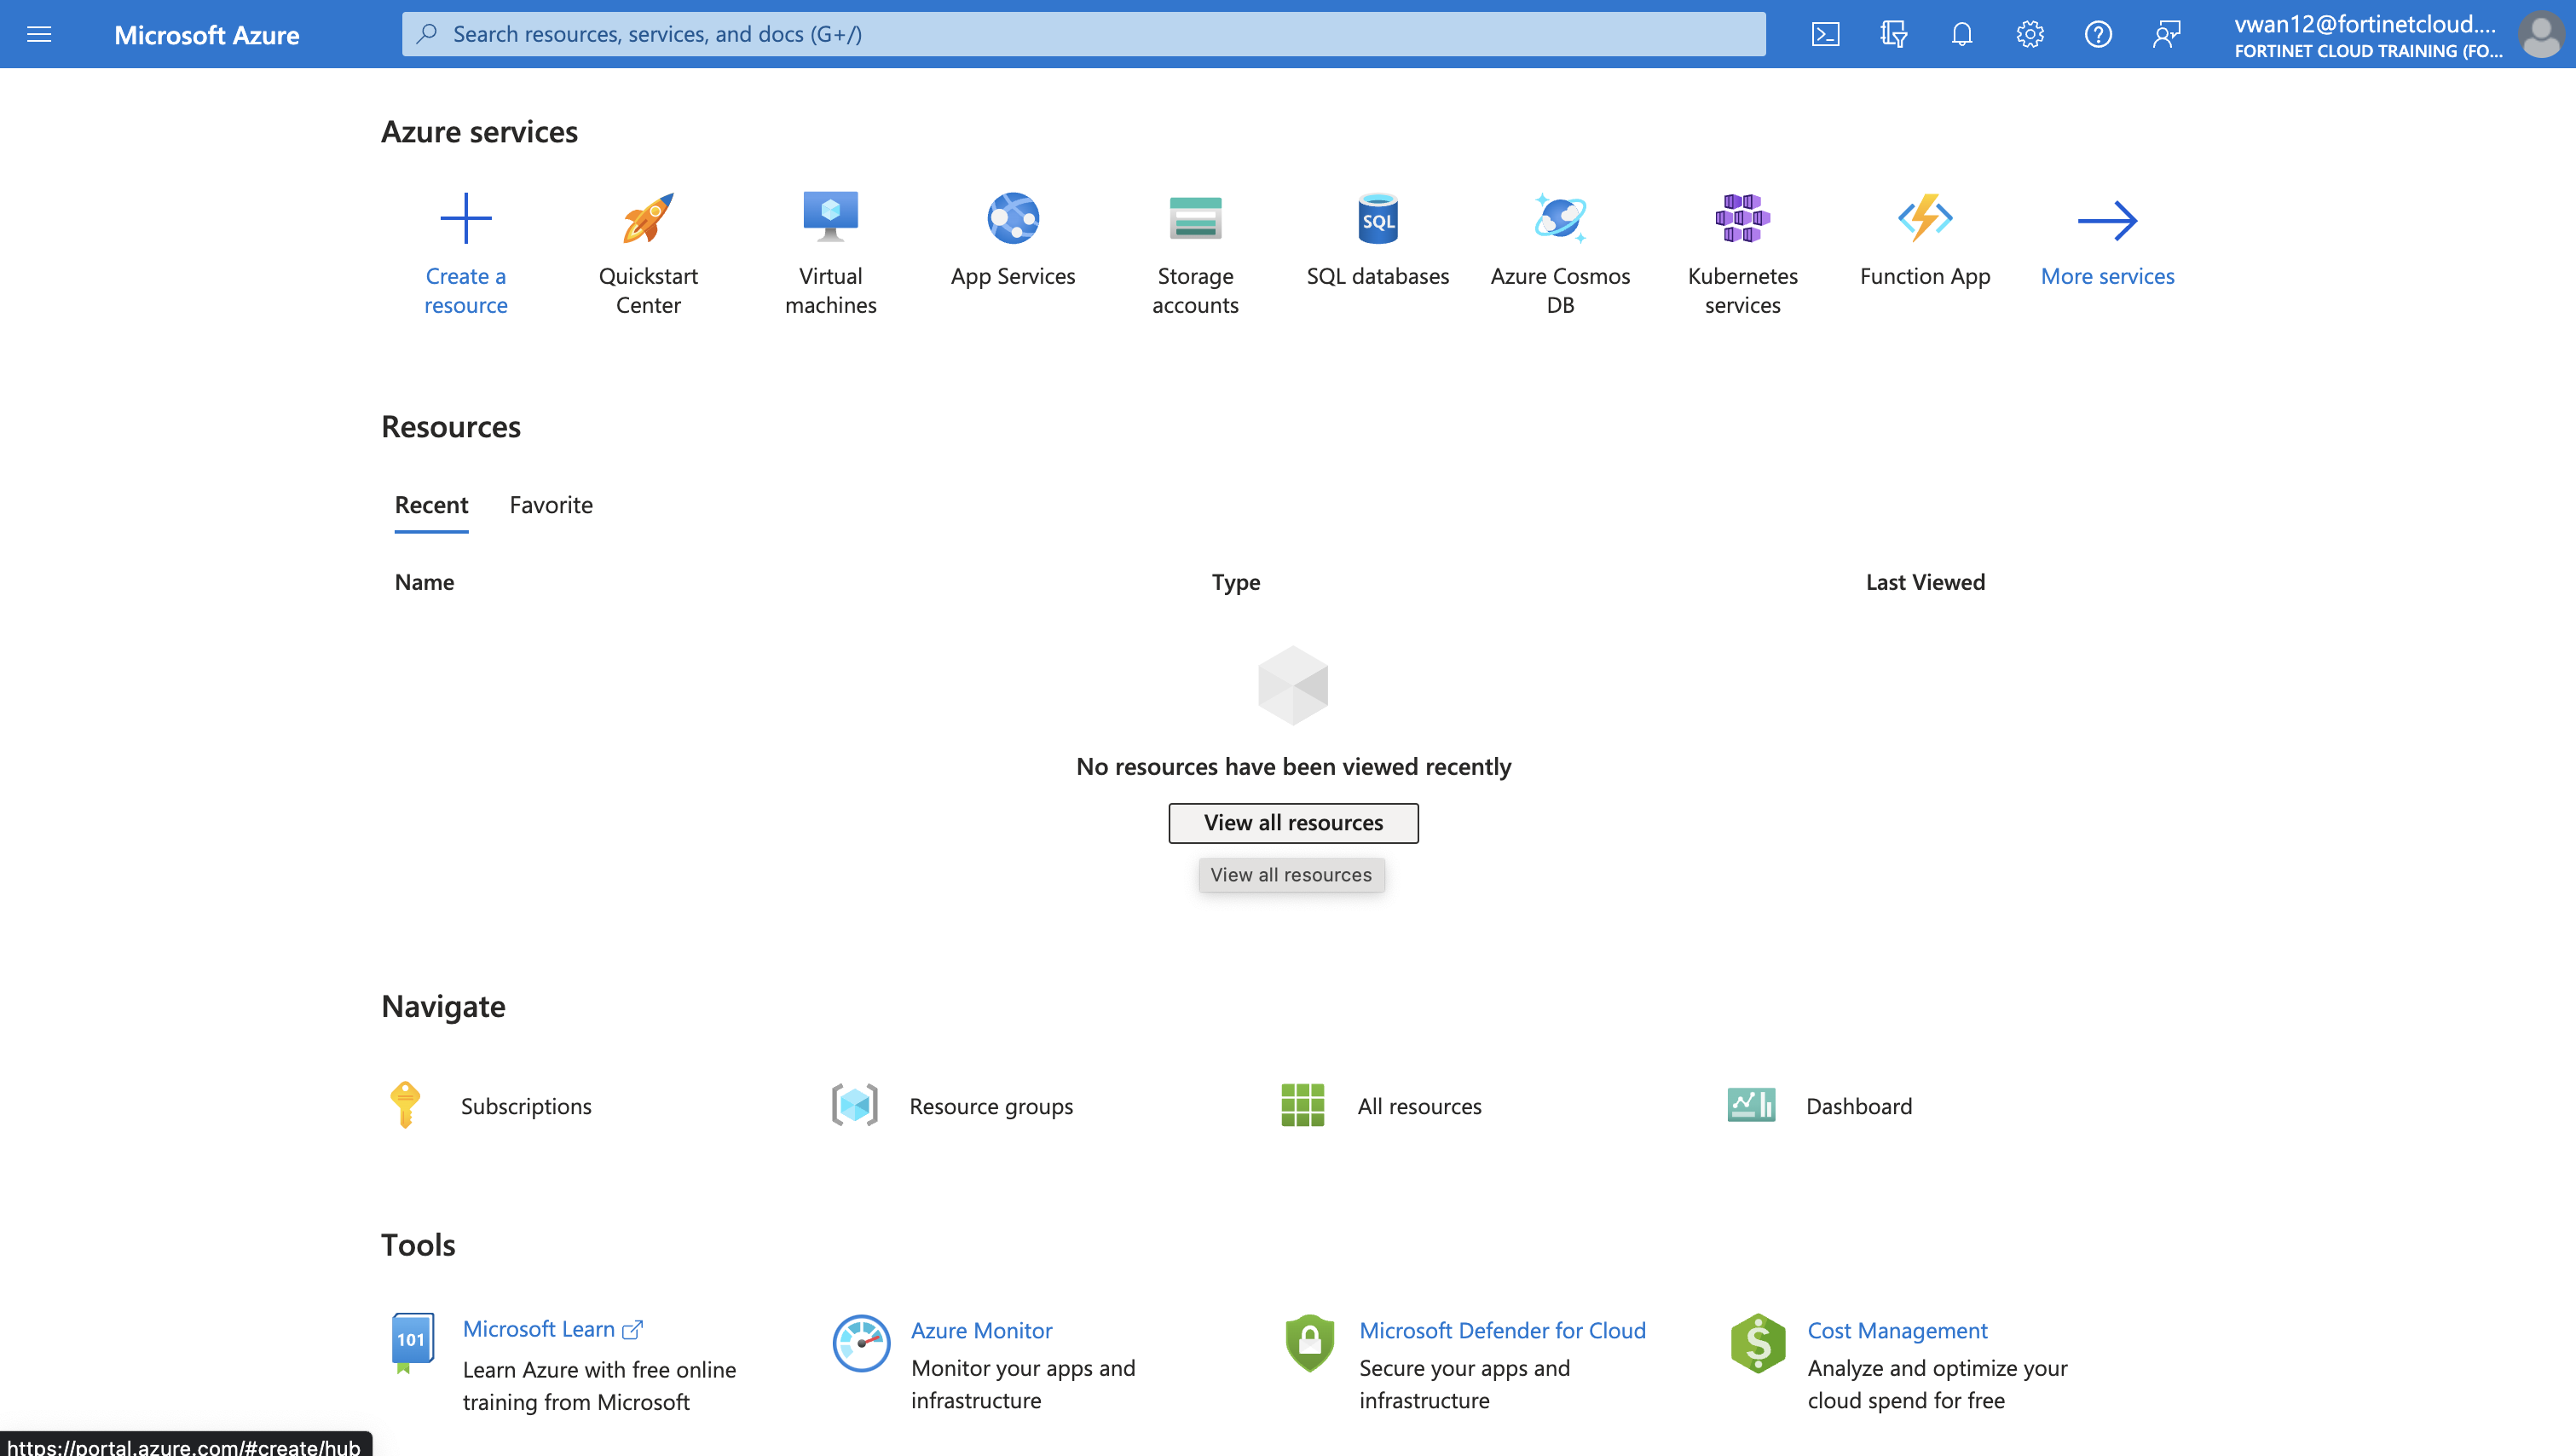 Microsoft Azure
Search resources, services, and docs (G+/)
vwan12@fortinetcloud....
FORTINET CLOUD TRAINING (FO...
Azure services
Create a
resource
Quickstart
Center
Virtual
machines
App Services
Storage
accounts
SQL
SQL databases
Azure Cosmos
DB
Kubernetes
services
Function App
More services
Resources
Recent
Favorite
Name
Type
Last Viewed
No resources have been viewed recently
View all resources
View all resources
Navigate
Subscriptions
Resource groups
All resources
Dashboard
Tools
101
Microsoft Learn
Learn Azure with free online
training from Microsoft
Azure Monitor
Monitor your apps and
infrastructure
Microsoft Defender for Cloud
Secure your apps and
infrastructure
Cost Management
Analyze and optimize your
cloud spend for free
https://portal.azure.com/#create/hub